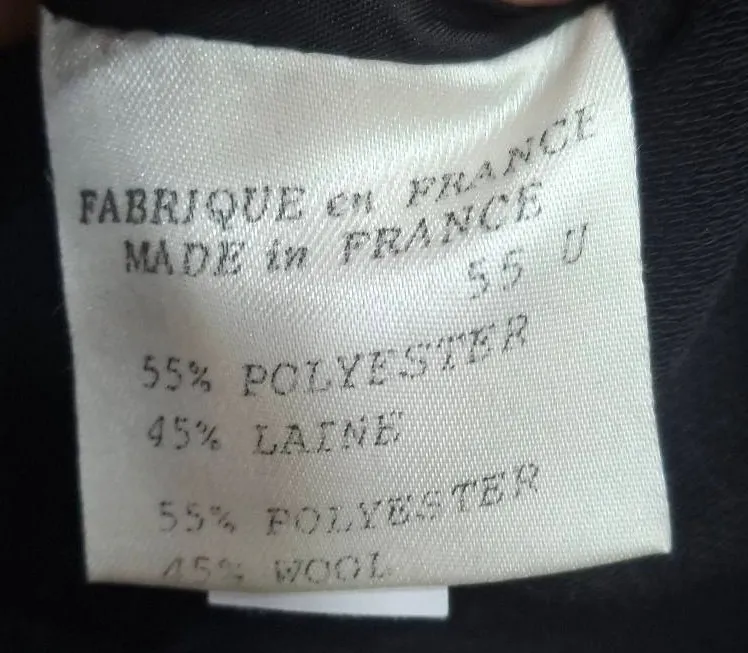 FABRIQUE en FRANCE
MADE in FRANCE
55 U
55% POLYESTER
45% LAINE
55% POLYESTER
45% WOOL